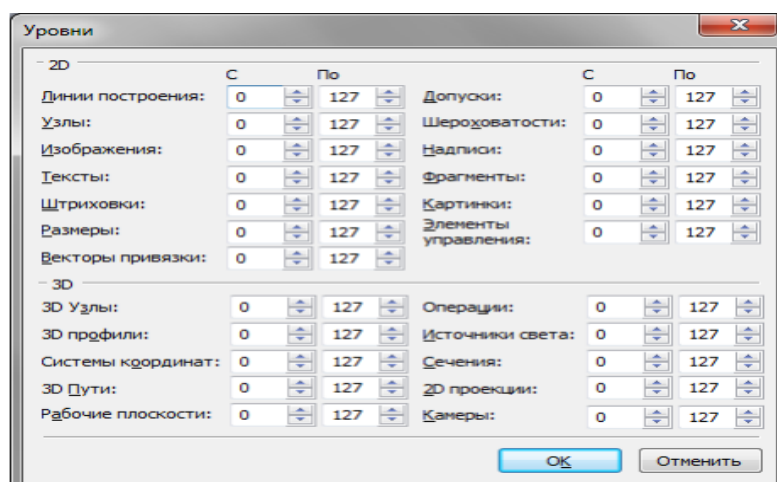 Уровни
2D
С По С По
Линии построения: 0 127 Допуски: 0 127
Узлы: 0 127 Шероховатости: 0 127
Изображения: 0 127 Надписи: 0 127
Тексты: 0 127 Фрагменты: 0 127
Штриховки: 0 127 Картинки: 0 127
Размеры: 0 127 Элементы управления: 0 127
Векторы привязки: 0 127
3D
3D Узлы: 0 127 Операции: 0 127
3D профили: 0 127 Источники света: 0 127
Системы координат: 0 127 Сечения: 0 127
3D Пути: 0 127 2D проекции: 0 127
Рабочие плоскости: 0 127 Камеры: 0 127
OK Отменить